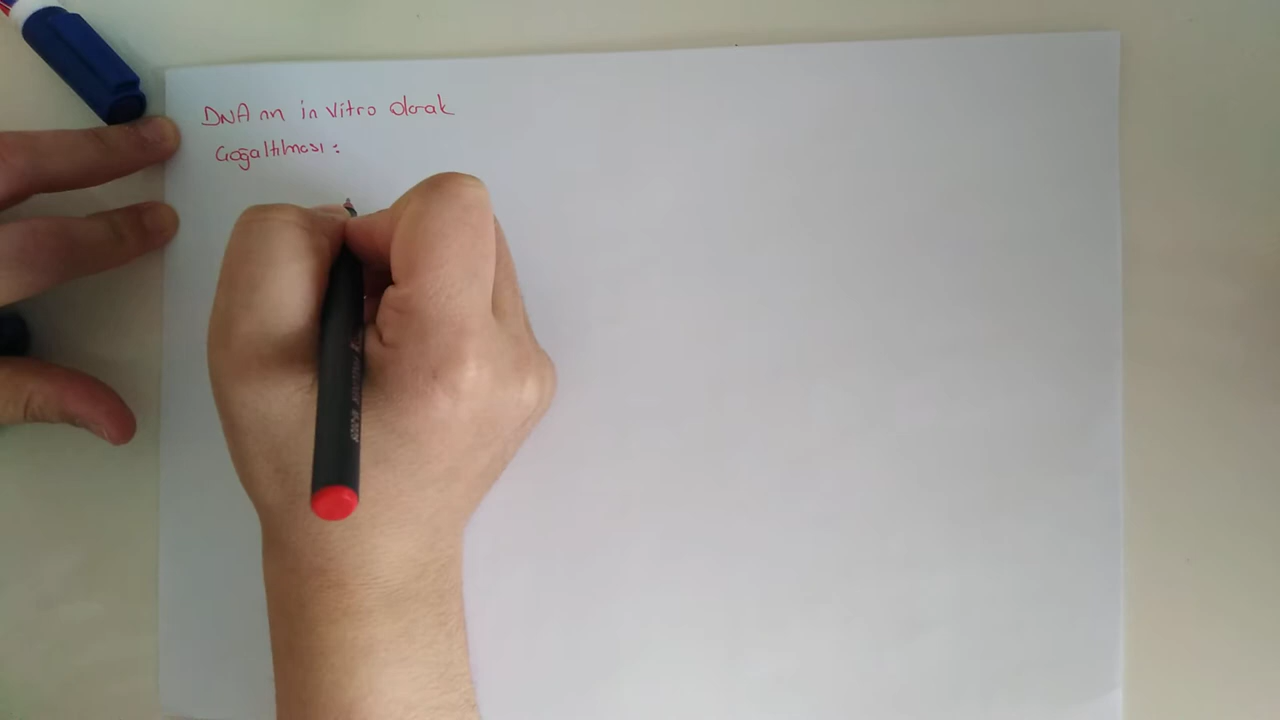 DNA nın in vitro olarak
Çoğaltılması :